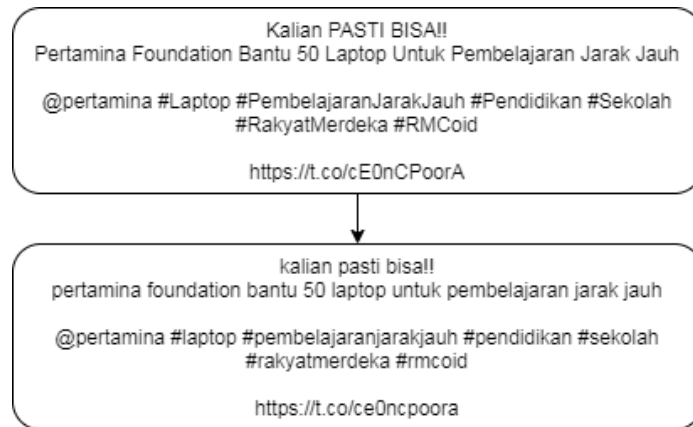 Kalian PASTI BISA!!
Pertamina Foundation Bantu 50 Laptop Untuk Pembelajaran Jarak Jauh
@pertamina #Laptop #PembelajaranJarakJauh #Pendidikan #Sekolah
#RakyatMerdeka #RMCoid
https://t.co/cE0nCPoorA
kalian pasti bisa!!
pertamina foundation bantu 50 laptop untuk pembelajaran jarak jauh
@pertamina #laptop #pembelajaranjarakjauh #pendidikan #sekolah
#rakyatmerdeka #rmcoid
https://t.co/ce0ncpoora